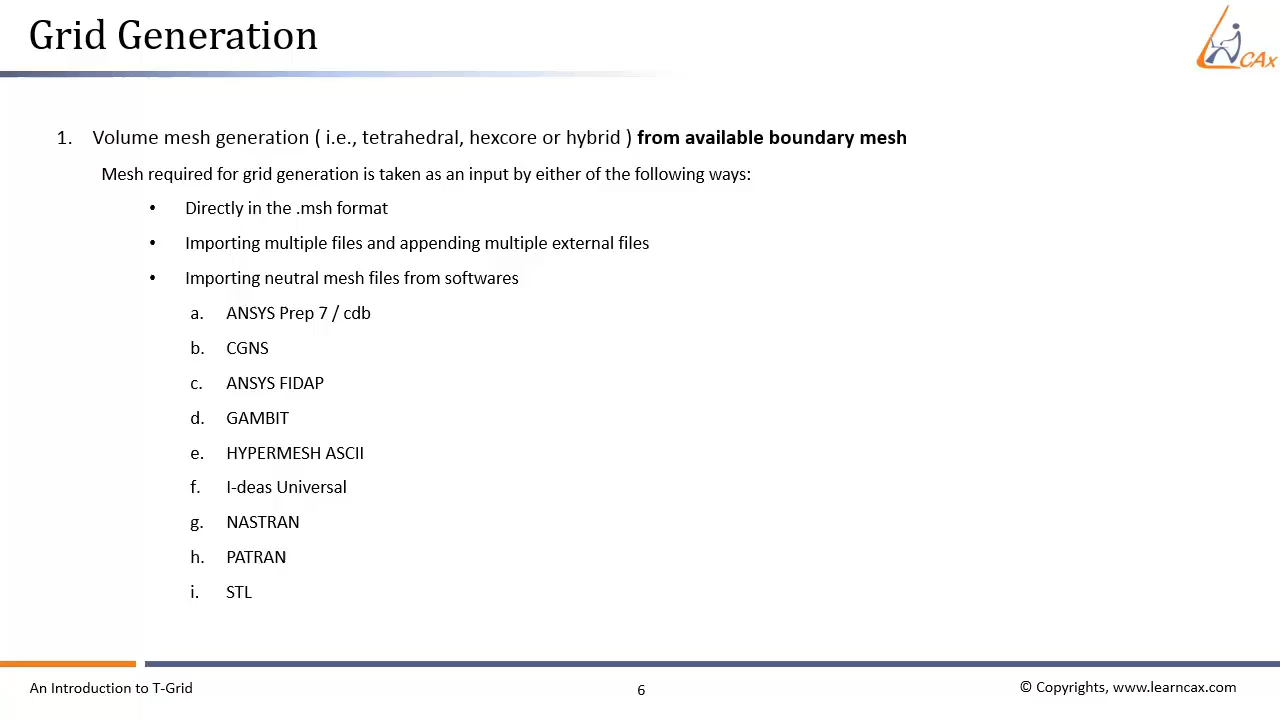 Grid Generation
CAx
1. Volume mesh generation ( i.e., tetrahedral, hexcore or hybrid ) from available boundary mesh
Mesh required for grid generation is taken as an input by either of the following ways:
• Directly in the .msh format
• Importing multiple files and appending multiple external files
• Importing neutral mesh files from softwares
a. ANSYS Prep 7 / cdb
b. CGNS
c. ANSYS FIDAP
d. GAMBIT
e. HYPERMESH ASCII
f. I-deas Universal
g. NASTRAN
h. PATRAN
i. STL
An Introduction to T-Grid
6
© Copyrights, www.learncax.com